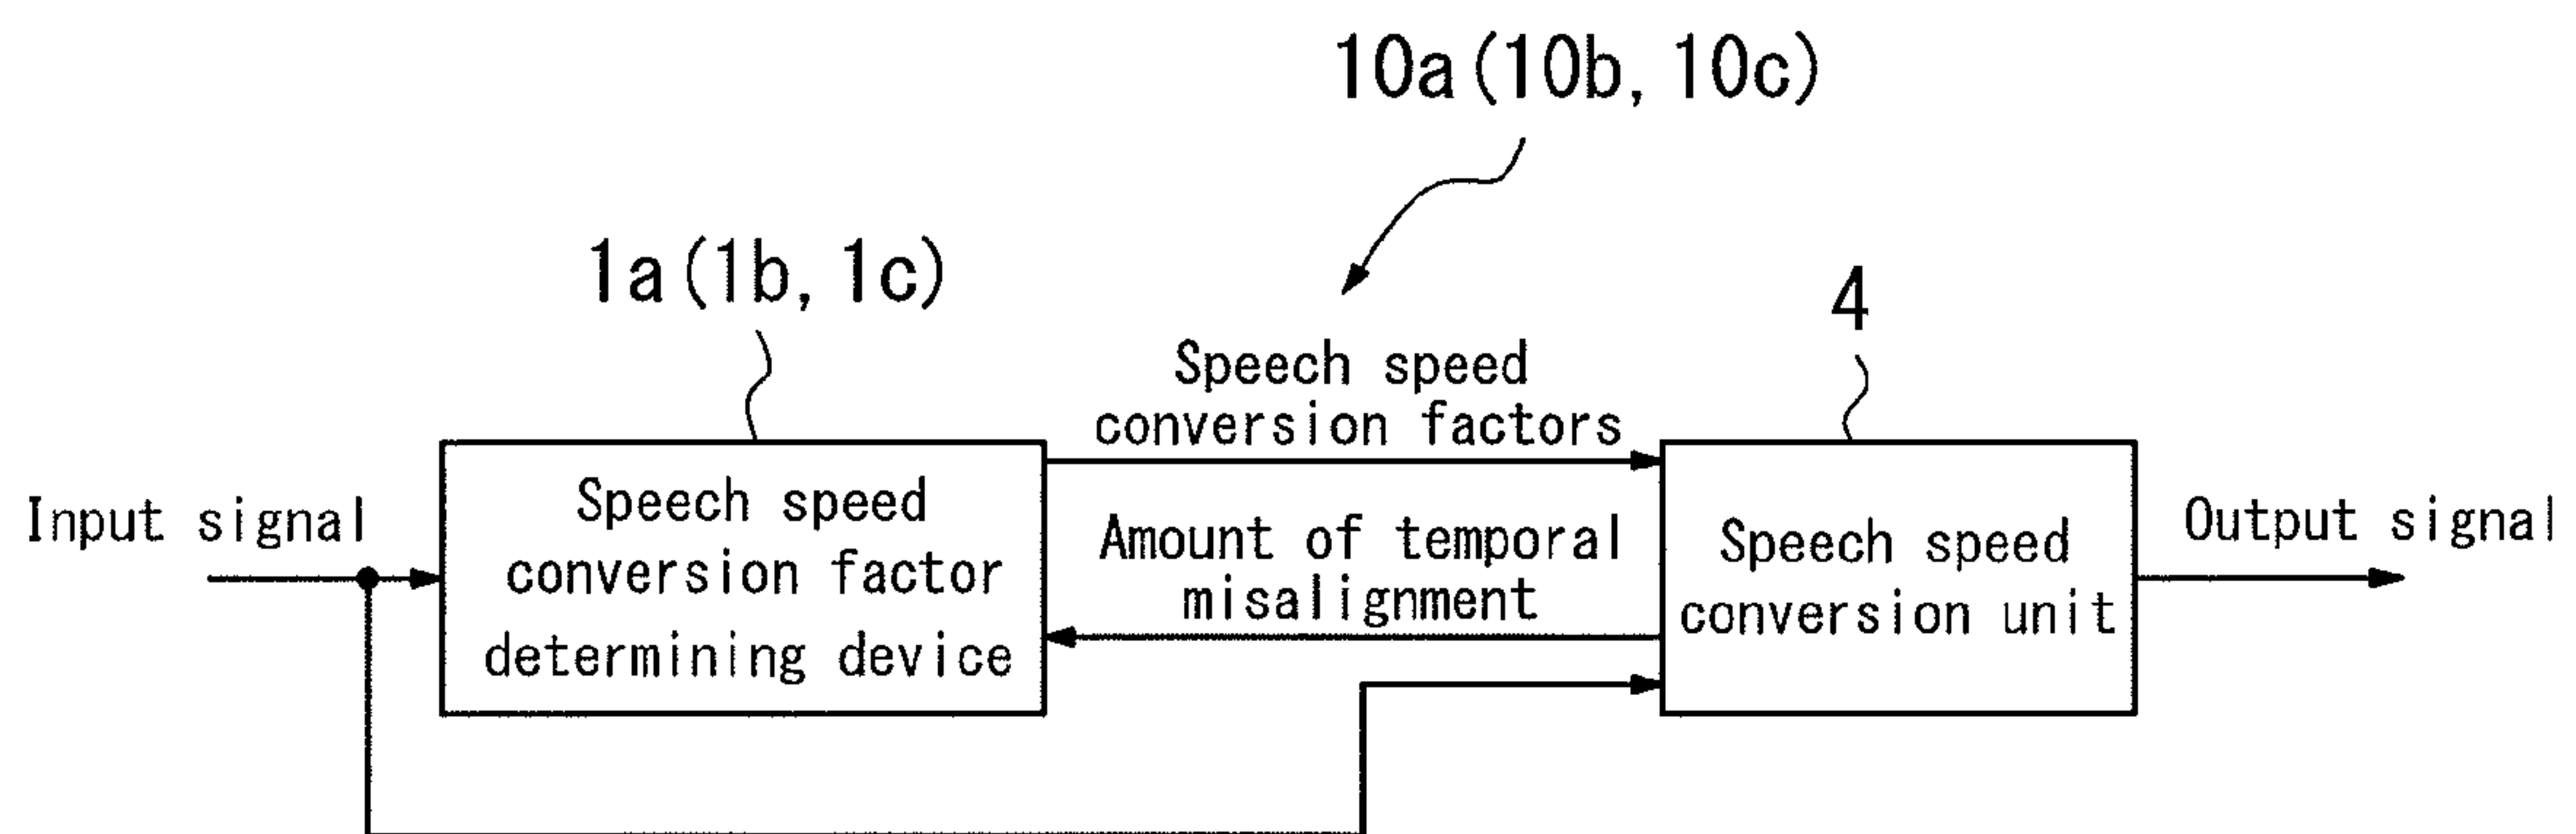 10a(10b, 10c)
1a(1b, 1c)
4
Speech speed
conversion factors
Input signal
Speech speed
conversion factor
determining device
Amount of temporal
misalignment
Speech speed
conversion unit
Output signal